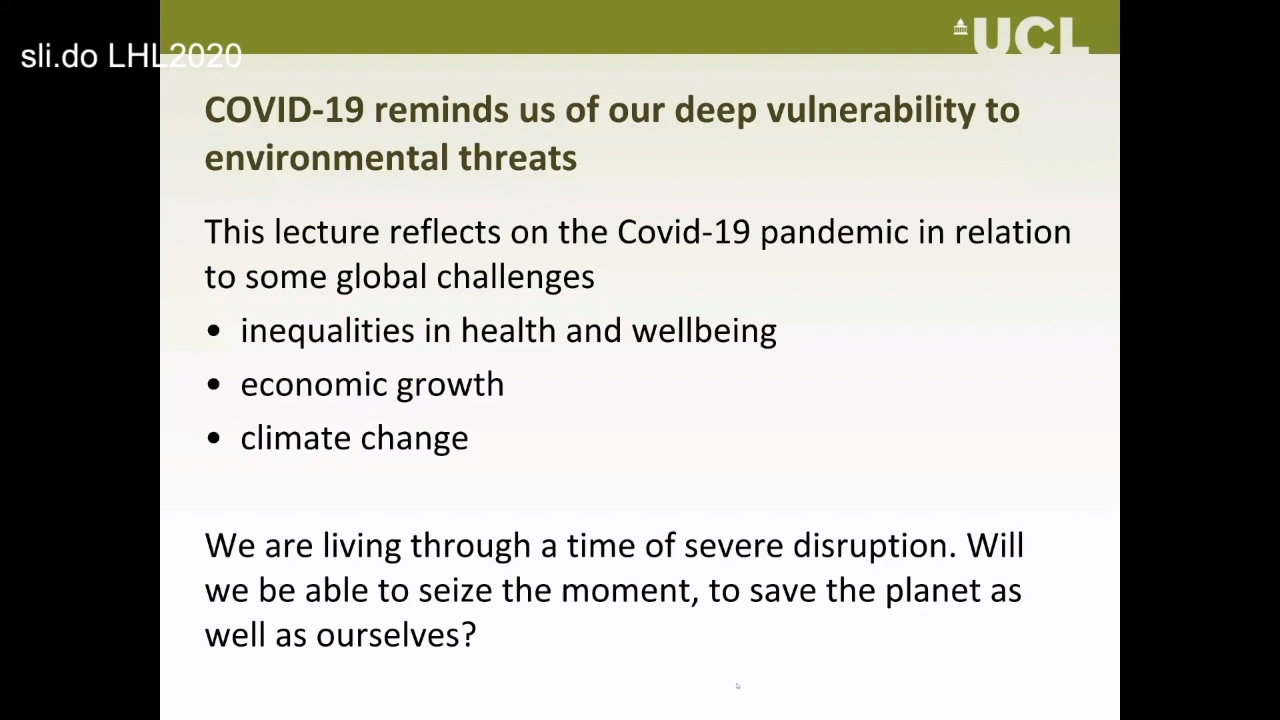 sli.do LHL2020
UCL
COVID-19 reminds us of our deep vulnerability to
environmental threats
This lecture reflects on the Covid-19 pandemic in relation
to some global challenges
• inequalities in health and wellbeing
• economic growth
• climate change
We are living through a time of severe disruption. Will
we be able to seize the moment, to save the planet as
well as ourselves?